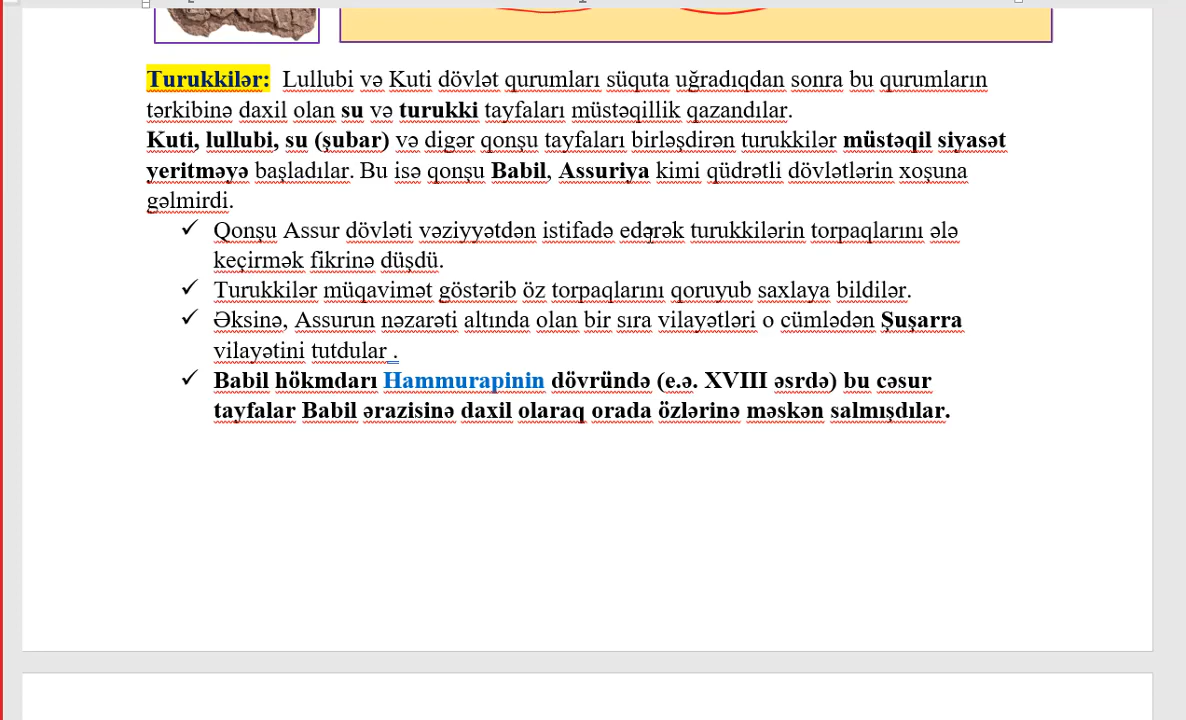 Turukkilər: Lullubi və Kuti dövlət qurumları süquta uğradıqdan sonra bu qurumların
tərkibinə daxil olan su və turukki tayfaları müstəqillik qazandılar.
Kuti, lullubi, su (şubar) və digər qonşu tayfaları birləşdirən turukkilər müstəqil siyasət
yeritməyə başladılar. Bu isə qonşu Babil, Assuriya kimi qüdrətli dövlətlərin xoşuna
gəlmirdi.
✓ Qonşu Assur dövləti vəziyyətdən istifadə edərək turukkilərin torpaqlarını ələ
keçirmək fikrinə düşdü.
✓ Turukkilər müqavimət göstərib öz torpaqlarını qoruyub saxlaya bildilər.
✓ Əksinə, Assurun nəzarəti altında olan bir sıra vilayətləri o cümlədən Şuşarra
vilayətini tutdular .
✓ Babil hökmdarı Hammurapinin dövründə (e.ə. XVIII əsrdə) bu cəsur
tayfalar Babil ərazisinə daxil olaraq orada özlərinə məskən salmışdılar.